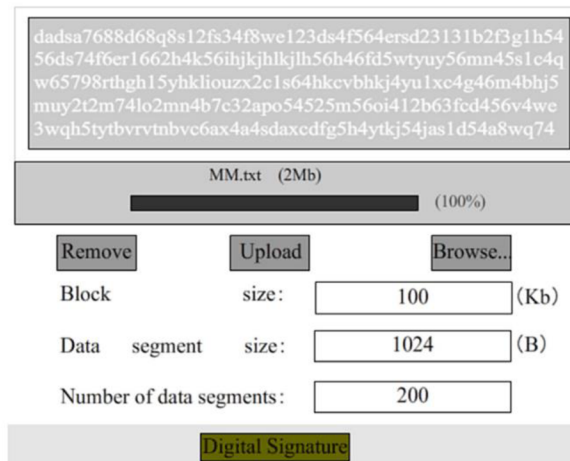 dadsa7688d68q8s12fs34f8we123ds4f564ersd23131b2f3g1h54
56ds74f6er1662h4k56ihjkjhlkjlh56h46fd5wtyuy56mn45s1c4q
w65798rthgh15yhkliouzx2c1s64hkcvbhkj4yu1xc4g46m4bhj5
muy2t2m74lo2mn4b7c32apo54525m56oi412b63fcd456v4we
3wqh5tytbvrvtnbvc6ax4a4sdaxcdfg5h4ytkj54jas1d54a8wq74
MM.txt (2Mb)
(100%)
Remove Upload Browse...
Block size: 100 (Kb)
Data segment size: 1024 (B)
Number of data segments: 200
Digital Signature